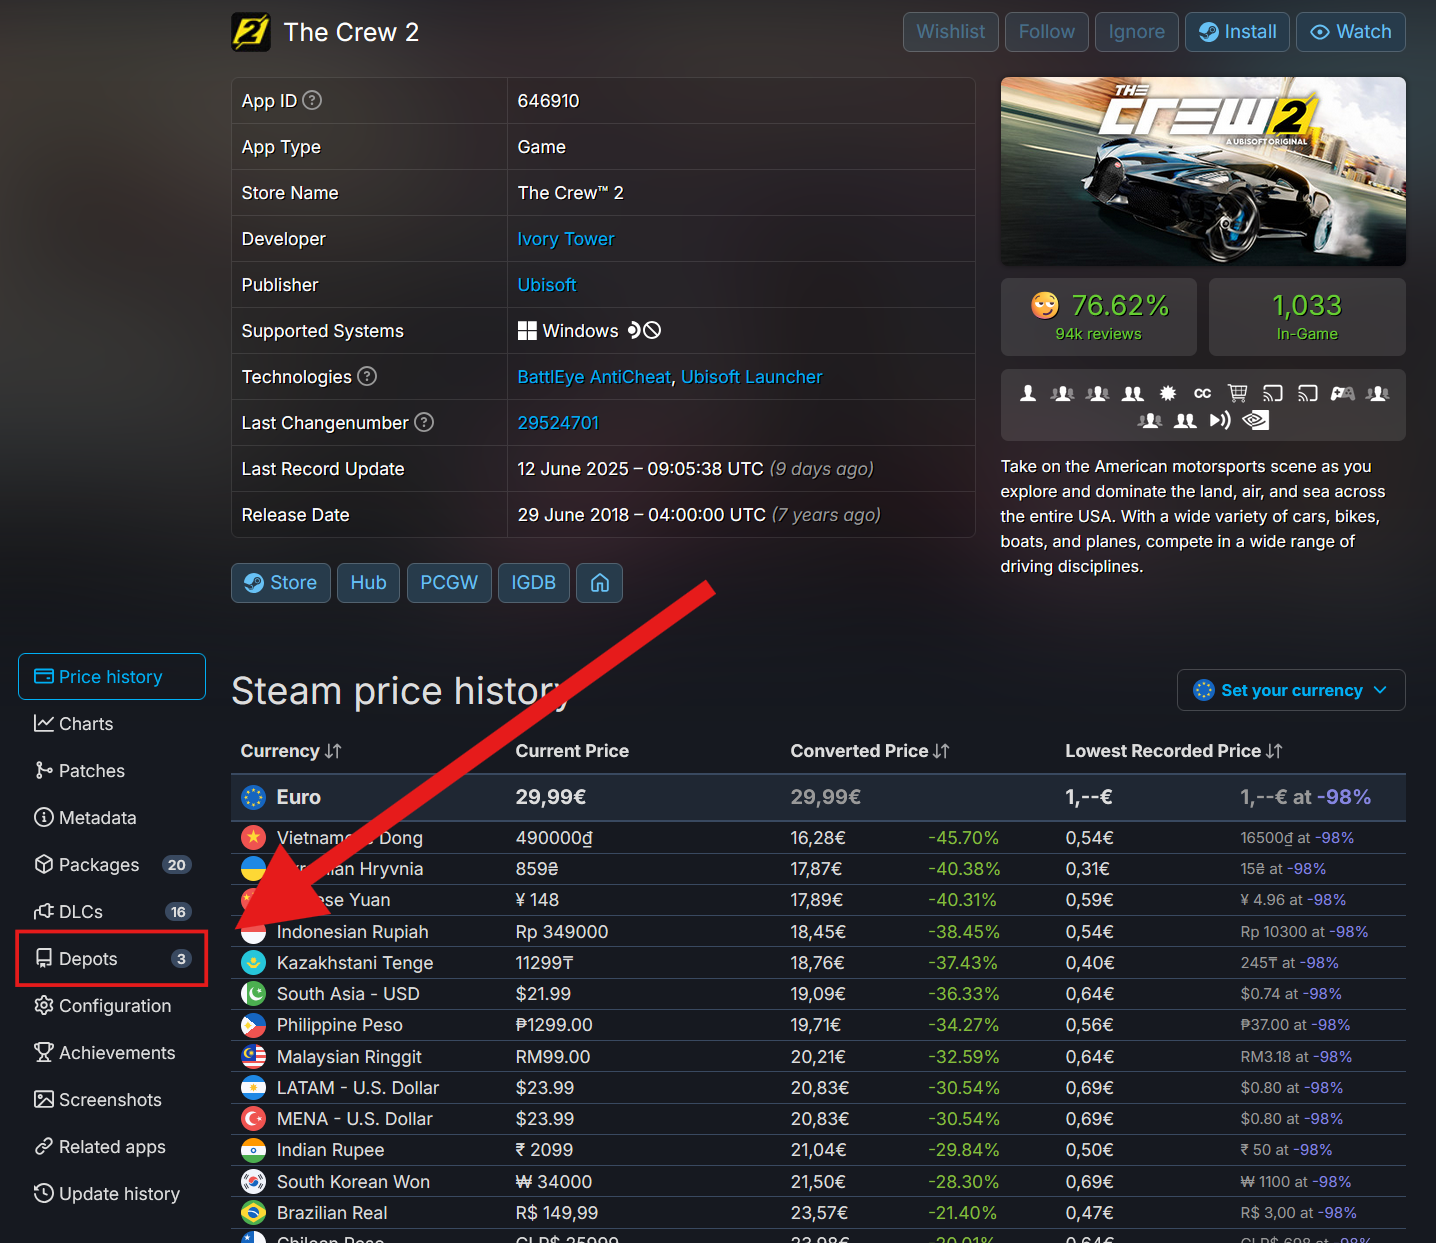 The Crew 2
Wishlist Follow Ignore Install Watch
App ID ? 646910
App Type Game
Store Name The Crew™ 2
Developer Ivory Tower
Publisher Ubisoft
Supported Systems Windows
Technologies ? BattlEye AntiCheat, Ubisoft Launcher
Last Changenumber ? 29524701
Last Record Update 12 June 2025 – 09:05:38 UTC (9 days ago)
Release Date 29 June 2018 – 04:00:00 UTC (7 years ago)
THE
CREW 2
A UBISOFT ORIGINAL
76.62%
94k reviews
1,033
In-Game
CC
Take on the American motorsports scene as you
explore and dominate the land, air, and sea across
the entire USA. With a wide variety of cars, bikes,
boats, and planes, compete in a wide range of
driving disciplines.
Store Hub PCGW IGDB
Price history
Charts
Patches
Metadata
Packages 20
DLCs 16
Depots 3
Configuration
Achievements
Screenshots
Related apps
Update history
Steam price history
Set your currency
Currency Current Price Converted Price Lowest Recorded Price
Euro 29,99€ 29,99€ 1,--€ 1,--€ at -98%
Dong 490000₫ 16,28€ -45.70% 0,54€ 16500₫ at -98%
Hryvnia 859₴ 17,87€ -40.38% 0,31€ 15₴ at -98%
Yuan ¥ 148 17,89€ -40.31% 0,59€ ¥ 4.96 at -98%
Indonesian Rupiah Rp 349000 18,45€ -38.45% 0,54€ Rp 10300 at -98%
Kazakhstani Tenge 11299₸ 18,76€ -37.43% 0,40€ 245₸ at -98%
South Asia - USD $21.99 19,09€ -36.33% 0,64€ $0.74 at -98%
Philippine Peso ₱1299.00 19,71€ -34.27% 0,56€ ₱37.00 at -98%
Malaysian Ringgit RM99.00 20,21€ -32.59% 0,64€ RM3.18 at -98%
LATAM - U.S. Dollar $23.99 20,83€ -30.54% 0,69€ $0.80 at -98%
MENA - U.S. Dollar $23.99 20,83€ -30.54% 0,69€ $0.80 at -98%
Indian Rupee ₹ 2099 21,04€ -29.84% 0,50€ ₹ 50 at -98%
South Korean Won ₩ 34000 21,50€ -28.30% 0,69€ ₩ 1100 at -98%
Brazilian Real R$ 149,99 23,57€ -21.40% 0,47€ R$ 3,00 at -98%
Chilean Peso